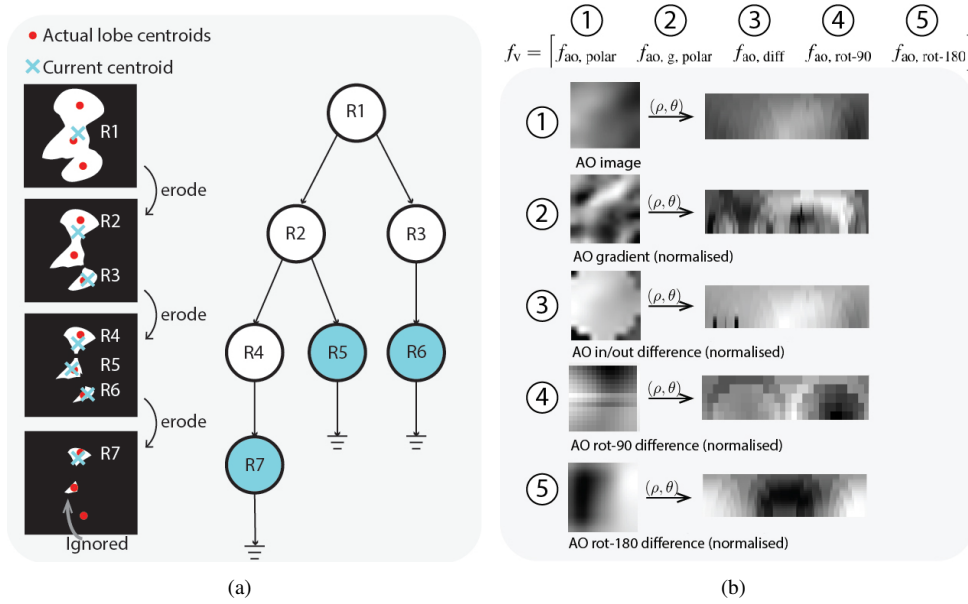 Actual lobe centroids
Current centroid
R1
erode
R2
R3
erode
R4
R5
R6
erode
R7
Ignored
R1
R2
R3
R4
R5
R6
R7
(a)
1 2 3 4 5
f_v = [f_ao, polar f_ao, g, polar f_ao, diff f_ao, rot-90 f_ao, rot-180]
1
(ρ, θ)
AO image
2
(ρ, θ)
AO gradient (normalised)
3
(ρ, θ)
AO in/out difference (normalised)
4
(ρ, θ)
AO rot-90 difference (normalised)
5
(ρ, θ)
AO rot-180 difference (normalised)
(b)